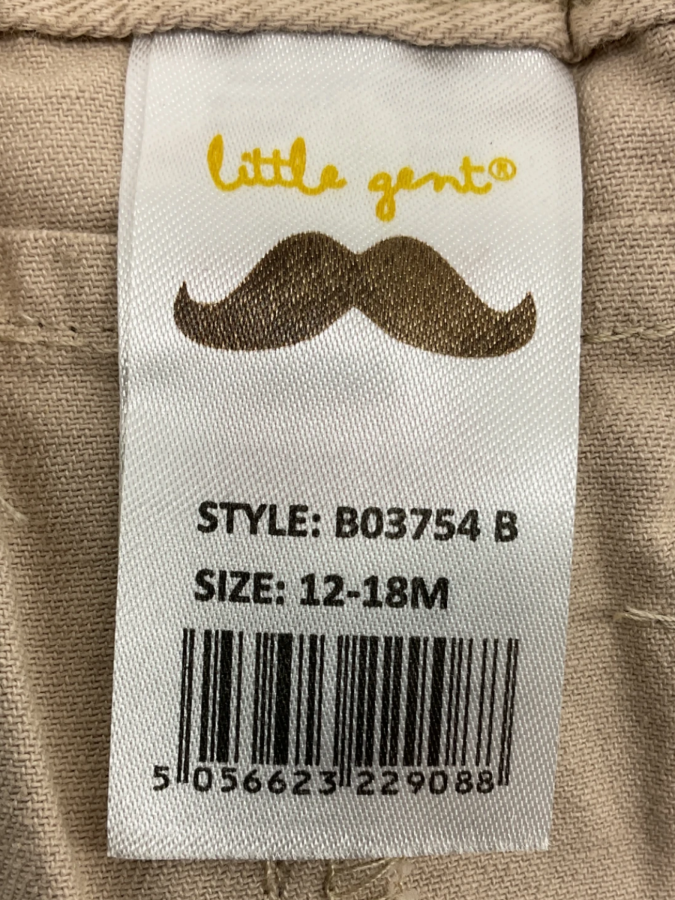 little gent®
STYLE: B03754 B
SIZE: 12-18M
5 056623 229088